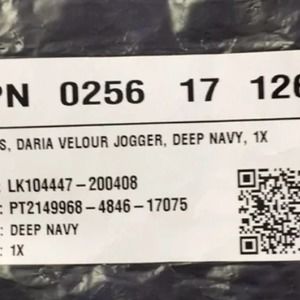 PN 0256 17 126
S, DARIA VELOUR JOGGER, DEEP NAVY, 1X
: LK104447-200408
: PT2149968-4846-17075
: DEEP NAVY
: 1X